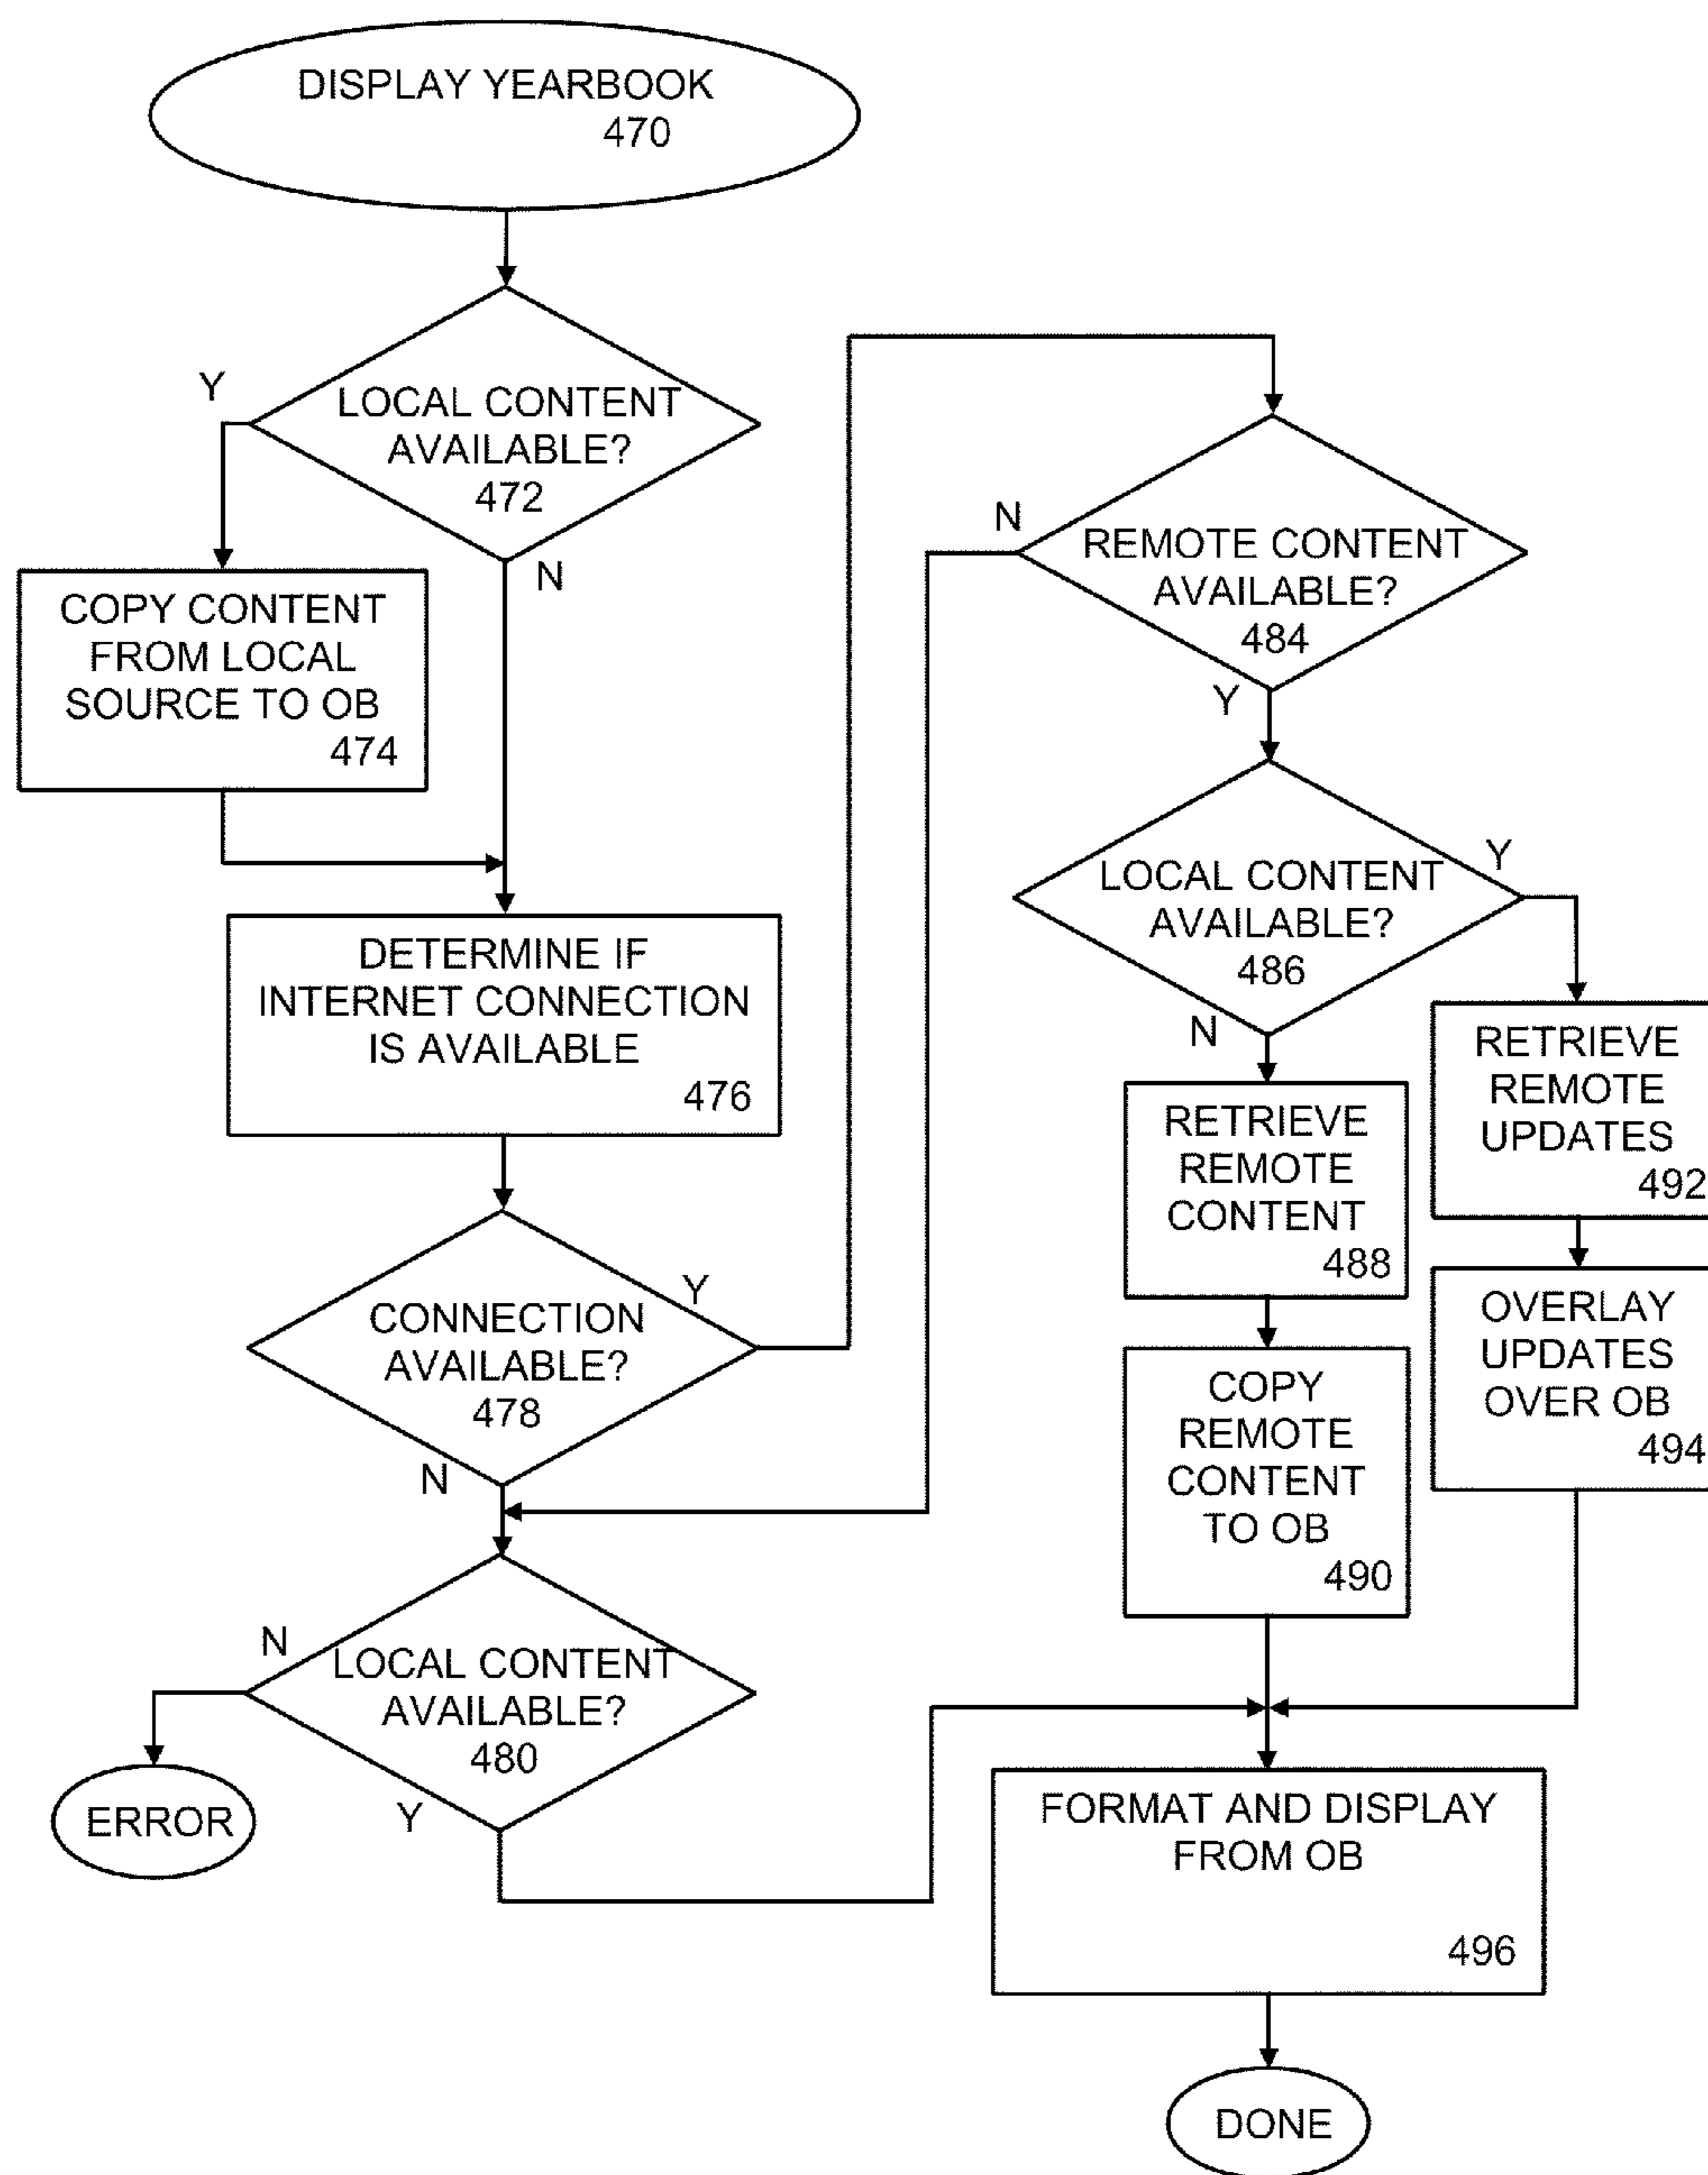 DISPLAY YEARBOOK
470
Y
LOCAL CONTENT
AVAILABLE?
472
N
COPY CONTENT
FROM LOCAL
SOURCE TO OB
474
DETERMINE IF
INTERNET CONNECTION
IS AVAILABLE
476
Y
CONNECTION
AVAILABLE?
478
N
N
LOCAL CONTENT
AVAILABLE?
480
Y
ERROR
N
REMOTE CONTENT
AVAILABLE?
484
Y
Y
LOCAL CONTENT
AVAILABLE?
486
N
RETRIEVE
REMOTE
CONTENT
488
COPY
REMOTE
CONTENT
TO OB
490
RETRIEVE
REMOTE
UPDATES
492
OVERLAY
UPDATES
OVER OB
494
FORMAT AND DISPLAY
FROM OB
496
DONE